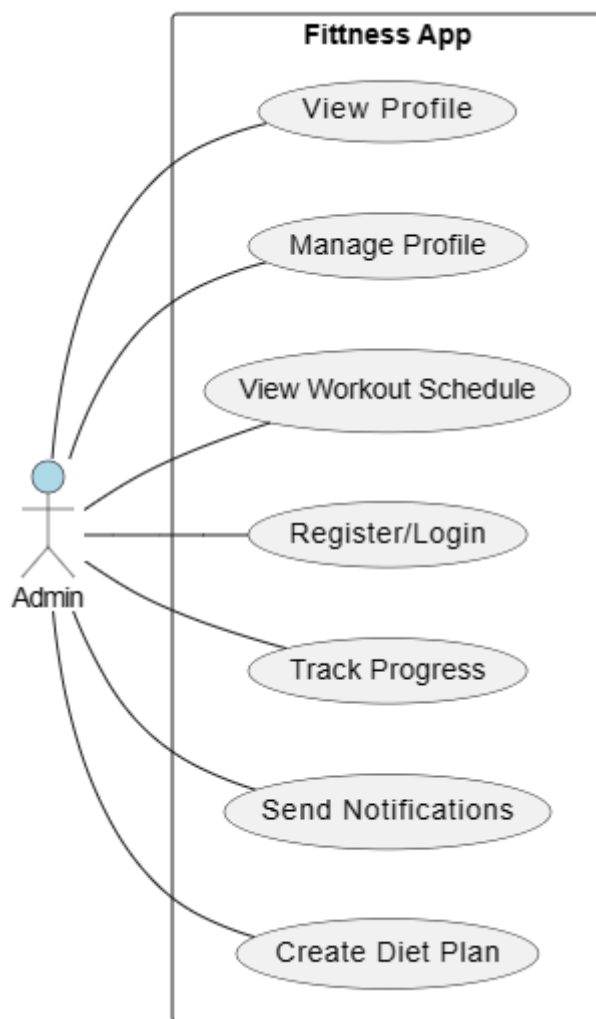 Fittness App
View Profile
Manage Profile
View Workout Schedule
Register/Login
Admin
Track Progress
Send Notifications
Create Diet Plan